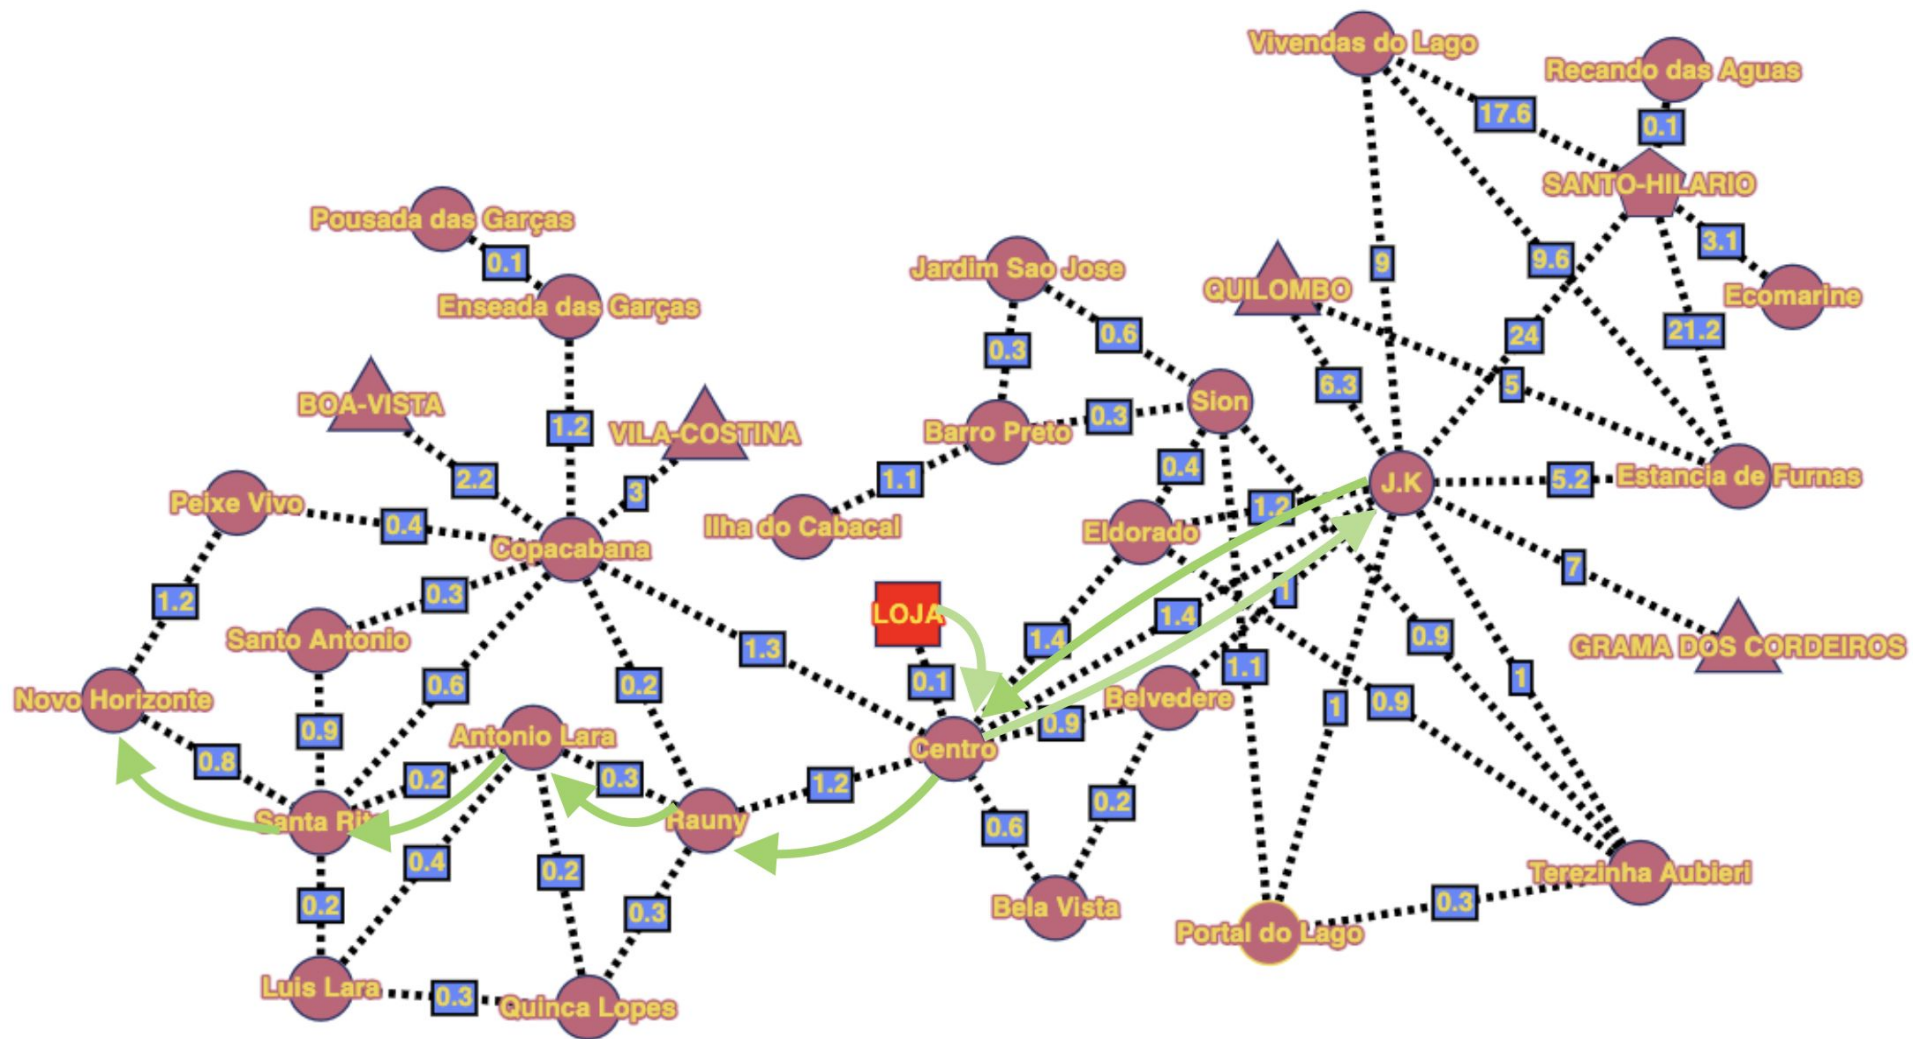 Vivendas do Lago
Recando das Aguas
17.6
0.1
SANTO-HILARIO
Pousada das Garças
0.1
Enseada das Garças
Jardim Sao Jose
QUILOMBO
9
9.6
3.1
Ecomarine
0.3
0.6
24
21.2
BOA-VISTA
1.2
VILA-COSTINA
6.3
5
Sion
Barro Preto
0.3
2.2
3
1.1
0.4
J.K
5.2
Estancia de Furnas
Peixe Vivo
0.4
Ilha do Cabacal
1.2
Eldorado
Copacabana
7
1.2
0.3
LOJA
1
1.4
Santo Antonio
1.3
1.4
0.9
GRAMA DOS CORDEIROS
0.6
0.2
0.1
1.1
1
Novo Horizonte
Belvedere
0.9
1
0.9
Antonio Lara
Centro
0.8
0.2
0.3
1.2
0.2
Santa Rita
Rauny
0.6
0.4
0.2
Terezinha Aubieri
0.2
0.3
Bela Vista
0.3
Portal do Lago
Luis Lara
0.3
Quinca Lopes